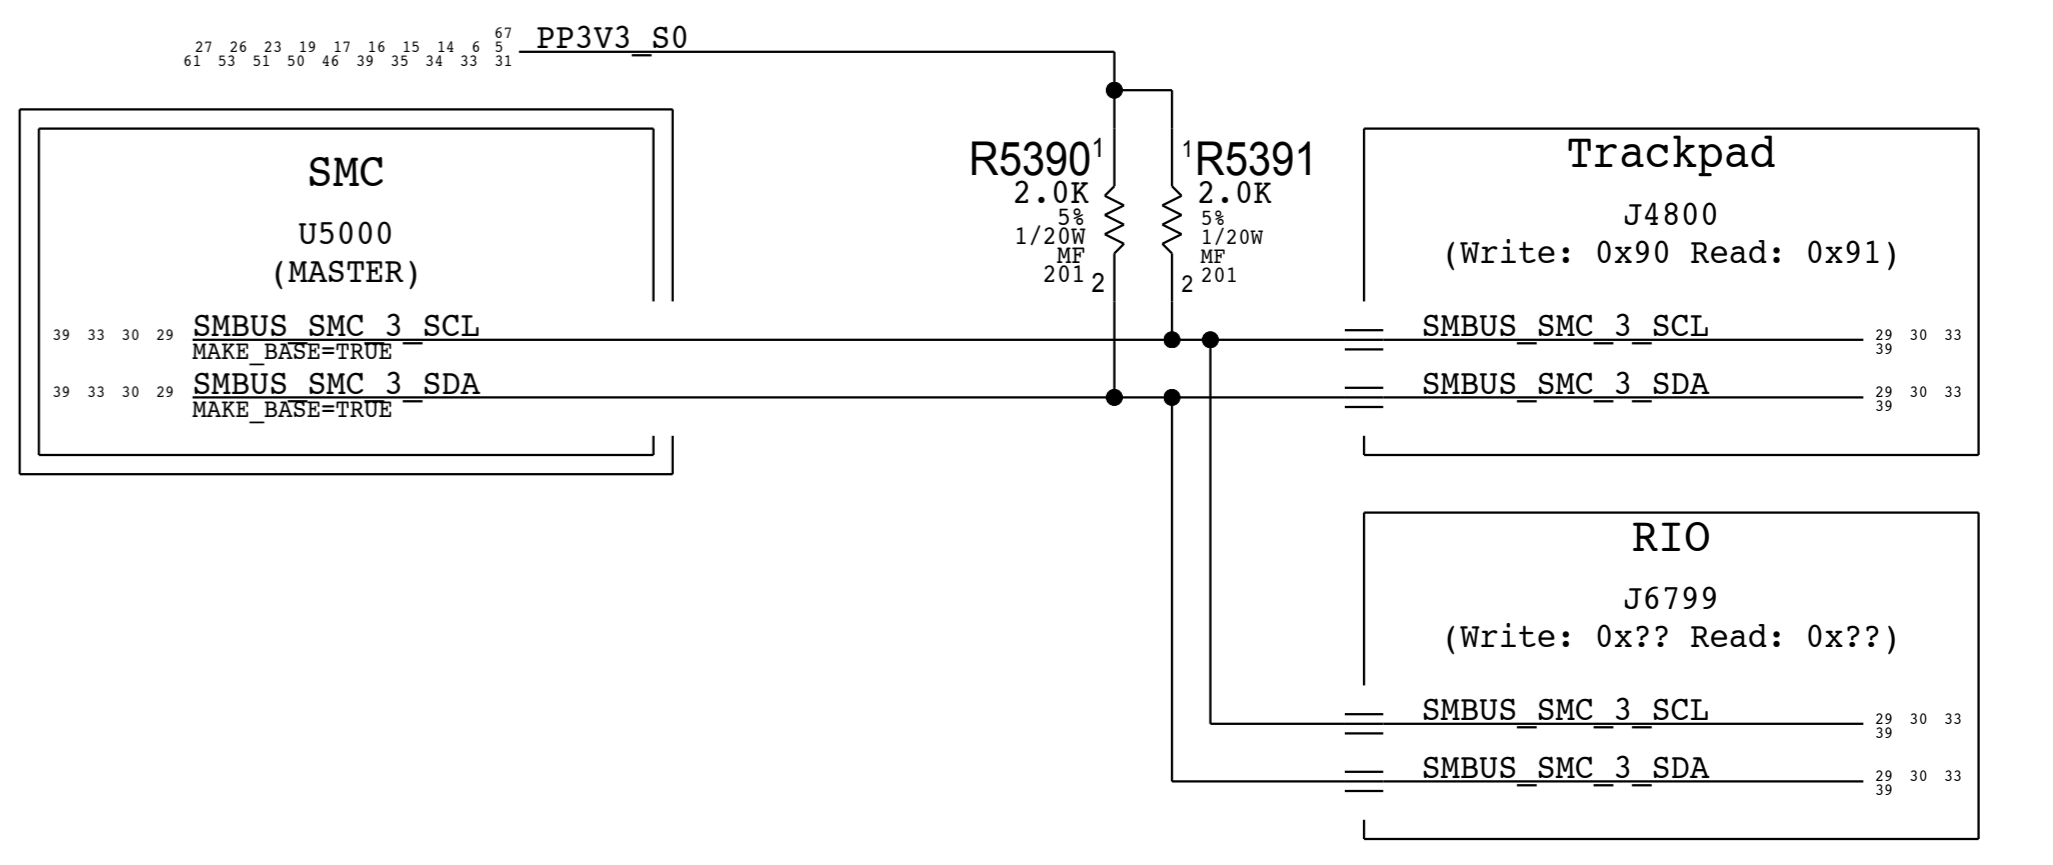 67
27 26 23 19 17 16 15 14 6 5
61 53 51 50 46 39 35 34 33 31
PP3V3_S0
SMC
U5000
(MASTER)
39 33 30 29 SMBUS_SMC_3_SCL
MAKE_BASE=TRUE
39 33 30 29 SMBUS_SMC_3_SDA
MAKE_BASE=TRUE
R5390 1
2.0K
5%
1/20W
MF
201 2
1 R5391
2.0K
5%
1/20W
MF
2 201
Trackpad
J4800
(Write: 0x90 Read: 0x91)
SMBUS_SMC_3_SCL 29 30 33
39
SMBUS_SMC_3_SDA 29 30 33
39
RIO
J6799
(Write: 0x?? Read: 0x??)
SMBUS_SMC_3_SCL 29 30 33
39
SMBUS_SMC_3_SDA 29 30 33
39